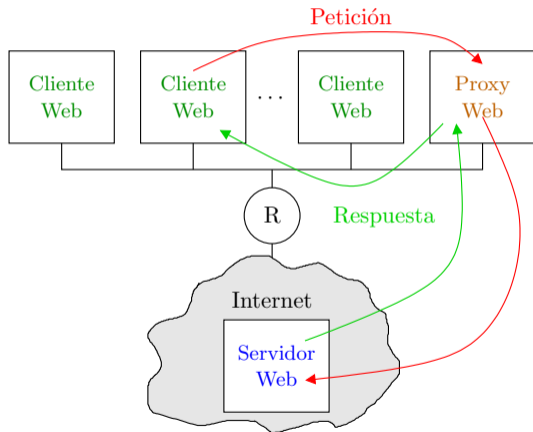 Petición
Cliente
Web
Cliente
Web
...
Cliente
Web
Proxy
Web
R
Respuesta
Internet
Servidor
Web